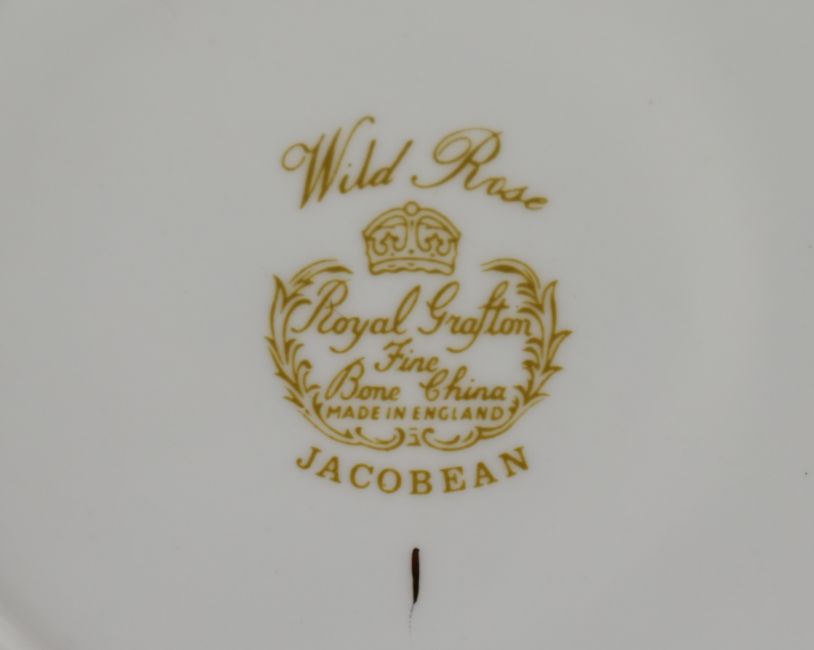 Wild Rose
Royal Grafton
Fine
Bone China
MADE IN ENGLAND
JACOBEAN